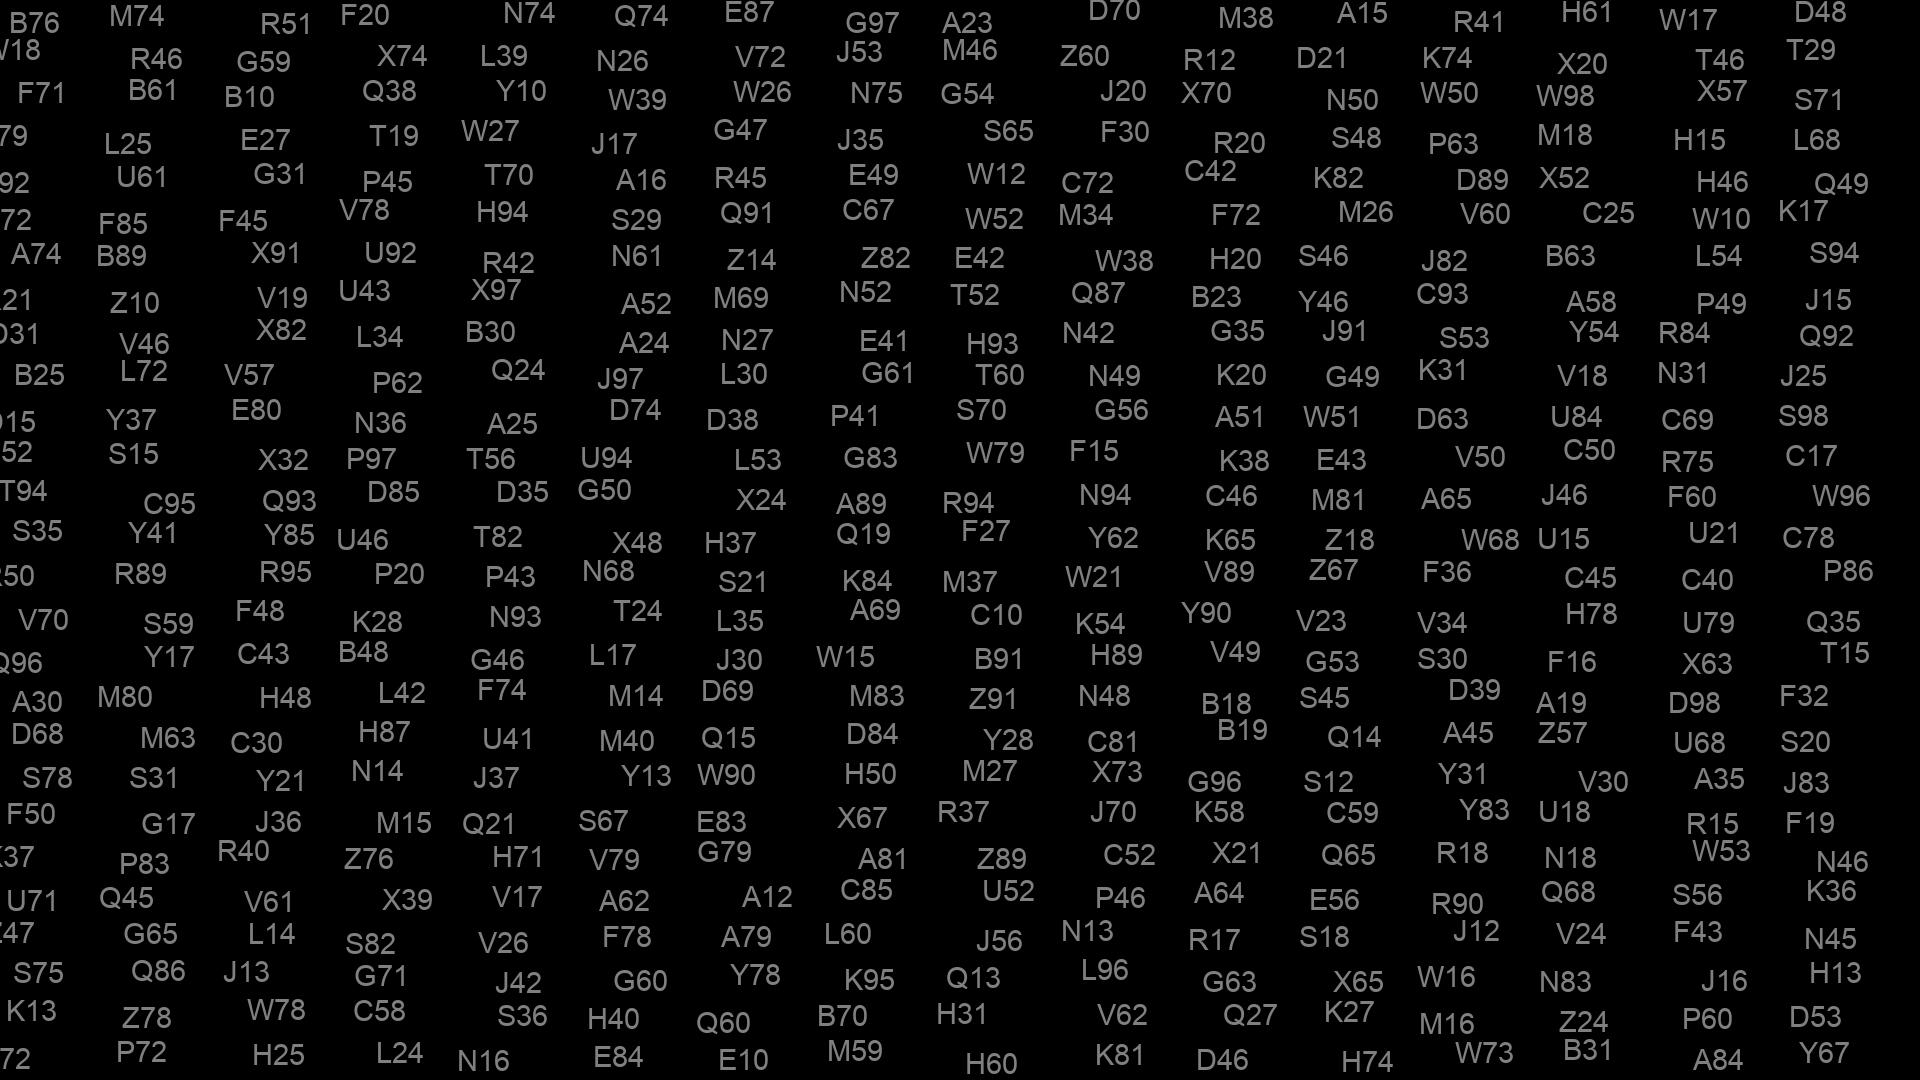 B76 M74 R51 F20 N74 Q74 E87 G97 A23 D70 M38 A15 R41 H61 W17 D48
W18 R46 G59 X74 L39 N26 V72 J53 M46 Z60 R12 D21 K74 X20 T46 T29
F71 B61 B10 Q38 Y10 W39 W26 N75 G54 J20 X70 N50 W50 W98 X57 S71
79 L25 E27 T19 W27 J17 G47 J35 S65 F30 R20 S48 P63 M18 H15 L68
92 U61 G31 P45 T70 A16 R45 E49 W12 C72 C42 K82 D89 X52 H46 Q49
72 F85 F45 V78 H94 S29 Q91 C67 W52 M34 F72 M26 V60 C25 W10 K17
A74 B89 X91 U92 R42 N61 Z14 Z82 E42 W38 H20 S46 J82 B63 L54 S94
21 Z10 V19 U43 X97 A52 M69 N52 T52 Q87 B23 Y46 C93 A58 P49 J15
D31 V46 X82 L34 B30 A24 N27 E41 H93 N42 G35 J91 S53 Y54 R84 Q92
B25 L72 V57 P62 Q24 J97 L30 G61 T60 N49 K20 G49 K31 V18 N31 J25
15 Y37 E80 N36 A25 D74 D38 P41 S70 G56 A51 W51 D63 U84 C69 S98
52 S15 X32 P97 T56 U94 L53 G83 W79 F15 K38 E43 V50 C50 R75 C17
T94 C95 Q93 D85 D35 G50 X24 A89 R94 N94 C46 M81 A65 J46 F60 W96
S35 Y41 Y85 U46 T82 X48 H37 Q19 F27 Y62 K65 Z18 W68 U15 U21 C78
50 R89 R95 P20 P43 N68 S21 K84 M37 W21 V89 Z67 F36 C45 C40 P86
V70 S59 F48 K28 N93 T24 L35 A69 C10 K54 Y90 V23 V34 H78 U79 Q35
Q96 Y17 C43 B48 G46 L17 J30 W15 B91 H89 V49 G53 S30 F16 X63 T15
A30 M80 H48 L42 F74 M14 D69 M83 Z91 N48 B18 S45 D39 A19 D98 F32
D68 M63 C30 H87 U41 M40 Q15 D84 Y28 C81 B19 Q14 A45 Z57 U68 S20
S78 S31 Y21 N14 J37 Y13 W90 H50 M27 X73 G96 S12 Y31 V30 A35 J83
F50 G17 J36 M15 Q21 S67 E83 X67 R37 J70 K58 C59 Y83 U18 R15 F19
37 P83 R40 Z76 H71 V79 G79 A81 Z89 C52 X21 Q65 R18 N18 W53 N46
U71 Q45 V61 X39 V17 A62 A12 C85 U52 P46 A64 E56 R90 Q68 S56 K36
47 G65 L14 S82 V26 F78 A79 L60 J56 N13 R17 S18 J12 V24 F43 N45
S75 Q86 J13 G71 J42 G60 Y78 K95 Q13 L96 G63 X65 W16 N83 J16 H13
K13 Z78 W78 C58 S36 H40 Q60 B70 H31 V62 Q27 K27 M16 Z24 P60 D53
72 P72 H25 L24 N16 E84 E10 M59 H60 K81 D46 H74 W73 B31 A84 Y67